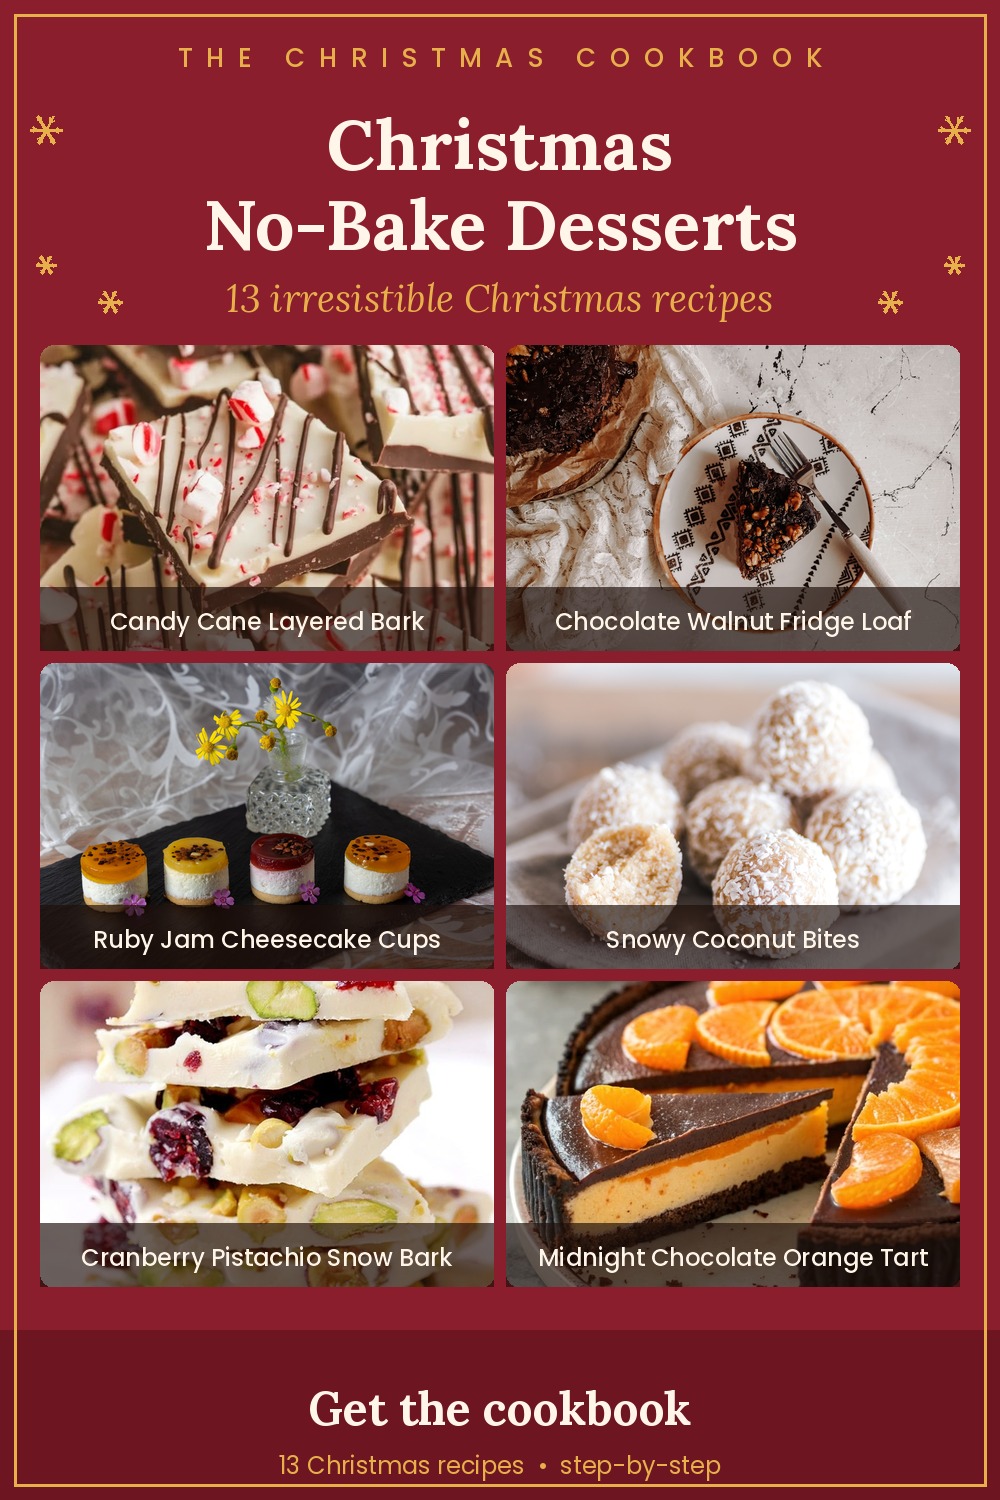 THE CHRISTMAS COOKBOOK
Christmas
No-Bake Desserts
13 irresistible Christmas recipes
Candy Cane Layered Bark
Chocolate Walnut Fridge Loaf
Ruby Jam Cheesecake Cups
Snowy Coconut Bites
Cranberry Pistachio Snow Bark
Midnight Chocolate Orange Tart
Get the cookbook
13 Christmas recipes • step-by-step